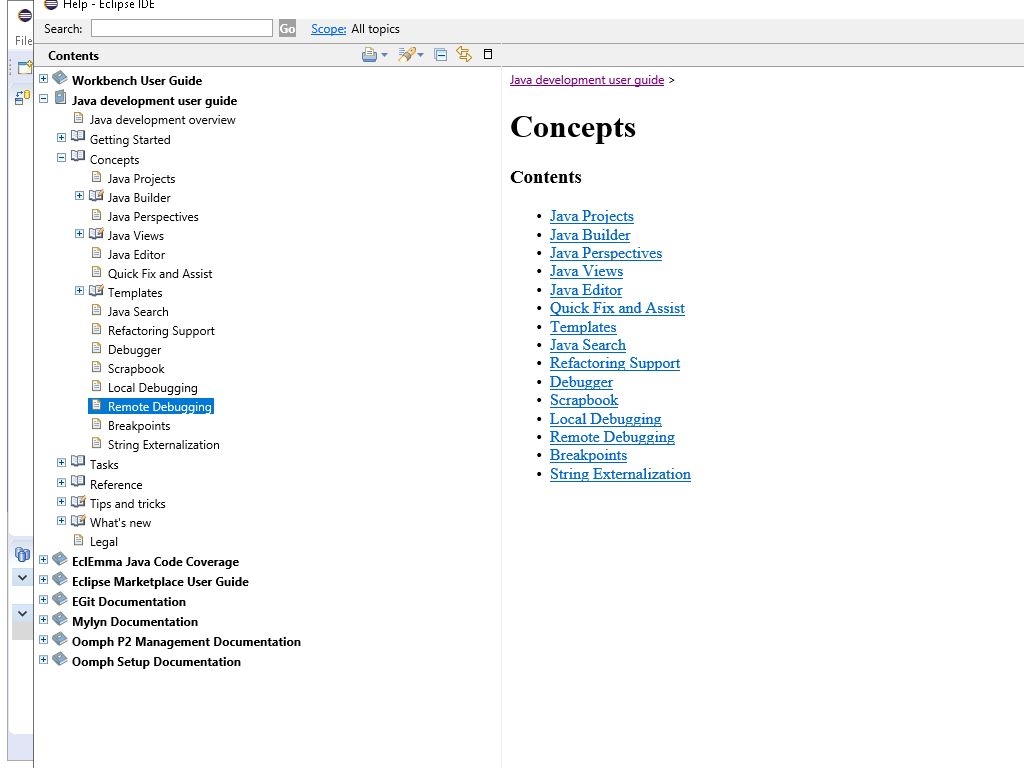 Help - Eclipse IDE
File
Search: Go Scope: All topics
Contents
Workbench User Guide
Java development user guide
Java development overview
Getting Started
Concepts
Java Projects
Java Builder
Java Perspectives
Java Views
Java Editor
Quick Fix and Assist
Templates
Java Search
Refactoring Support
Debugger
Scrapbook
Local Debugging
Remote Debugging
Breakpoints
String Externalization
Tasks
Reference
Tips and tricks
What's new
Legal
EclEmma Java Code Coverage
Eclipse Marketplace User Guide
EGit Documentation
Mylyn Documentation
Oomph P2 Management Documentation
Oomph Setup Documentation
Java development user guide >
Concepts
Contents
• Java Projects
• Java Builder
• Java Perspectives
• Java Views
• Java Editor
• Quick Fix and Assist
• Templates
• Java Search
• Refactoring Support
• Debugger
• Scrapbook
• Local Debugging
• Remote Debugging
• Breakpoints
• String Externalization